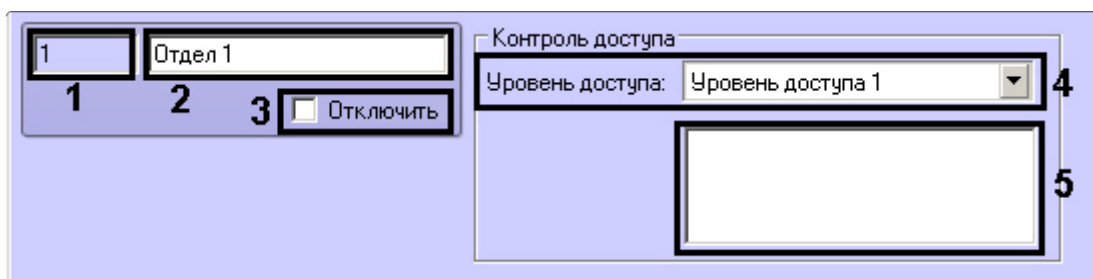 1 Отдел 1
1 2 3 Отключить
Контроль доступа
Уровень доступа: Уровень доступа 1 4
5